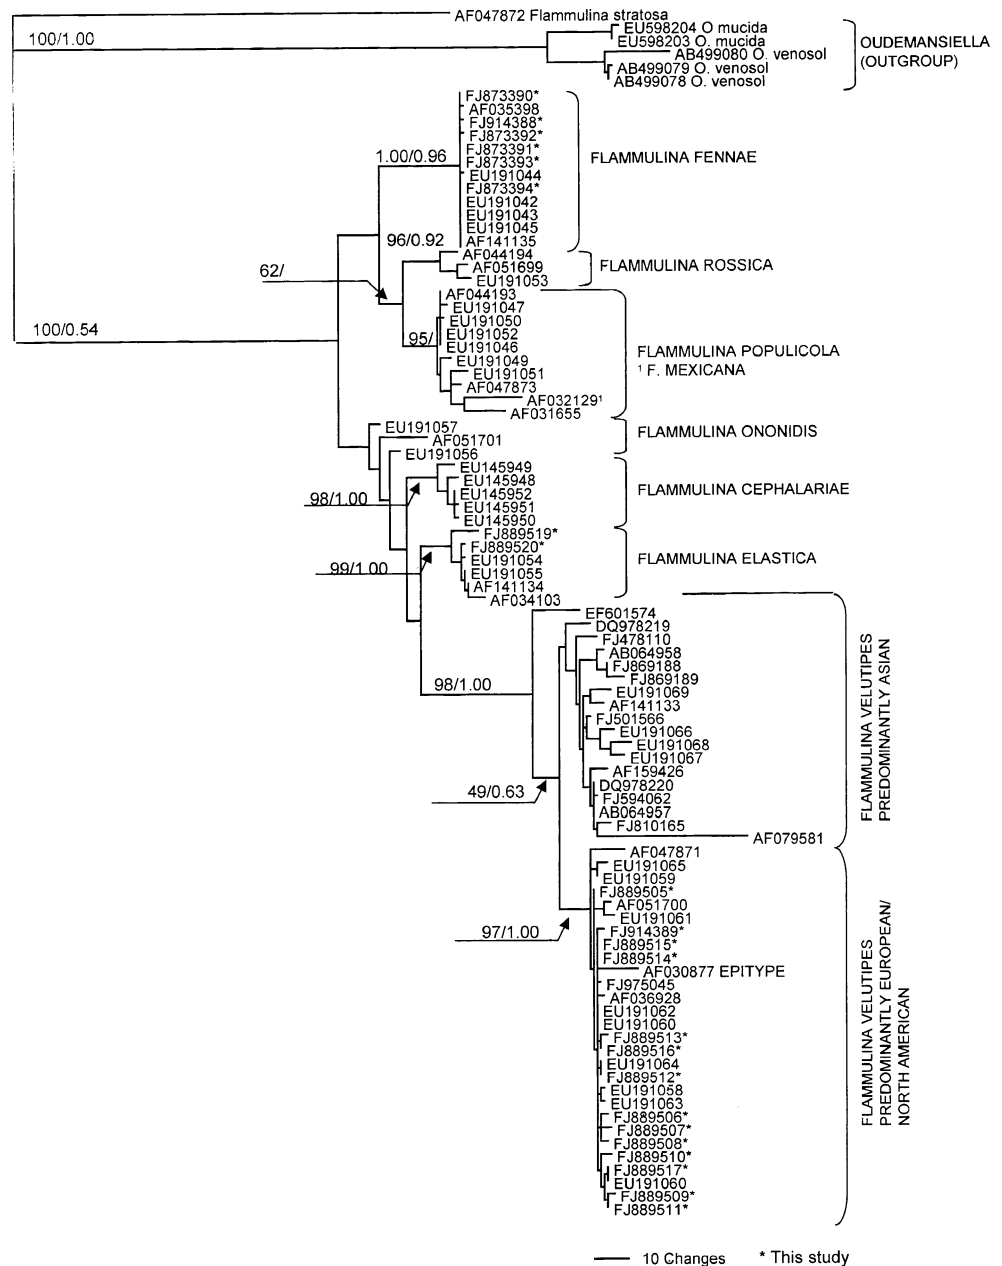 AF047872 Flammulina stratosa
EU598204 O mucida
100/1.00
EU598203 O. mucida
AB499080 O. venosol
AB499079 O. venosol
AB499078 O. venosol
OUDEMANSIELLA
(OUTGROUP)
FJ873390*
AF035398
FJ914388*
FJ873392*
FJ873391*
FJ873393*
EU191044
FJ873394*
EU191042
EU191043
EU191045
AF141135
1.00/0.96
FLAMMULINA FENNAE
96/0.92
AF044194
AF051699
EU191053
FLAMMULINA ROSSICA
62/
AF044193
EU191047
EU191050
EU191052
EU191046
EU191049
EU191051
AF047873
AF032129¹
AF031655
95/
100/0.54
FLAMMULINA POPULICOLA
¹ F. MEXICANA
EU191057
AF051701
EU191056
FLAMMULINA ONONIDIS
EU145949
EU145948
EU145952
EU145951
EU145950
98/1.00
FLAMMULINA CEPHALARIAE
FJ889519*
FJ889520*
EU191054
EU191055
AF141134
AF034103
99/1.00
FLAMMULINA ELASTICA
EF601574
DQ978219
FJ478110
AB064958
FJ869188
FJ869189
EU191069
AF141133
FJ501566
EU191066
EU191068
EU191067
AF159426
DQ978220
FJ594062
AB064957
FJ810165
AF079581
98/1.00
49/0.63
FLAMMULINA VELUTIPES
PREDOMINANTLY ASIAN
AF047871
EU191065
EU191059
FJ889505*
AF051700
EU191061
FJ914389*
FJ889515*
FJ889514*
AF030877 EPITYPE
FJ975045
AF036928
EU191062
EU191060
FJ889513*
FJ889516*
EU191064
FJ889512*
EU191058
EU191063
FJ889506*
FJ889507*
FJ889508*
FJ889510*
FJ889517*
EU191060
FJ889509*
FJ889511*
97/1.00
FLAMMULINA VELUTIPES
PREDOMINANTLY EUROPEAN/
NORTH AMERICAN
10 Changes
* This study